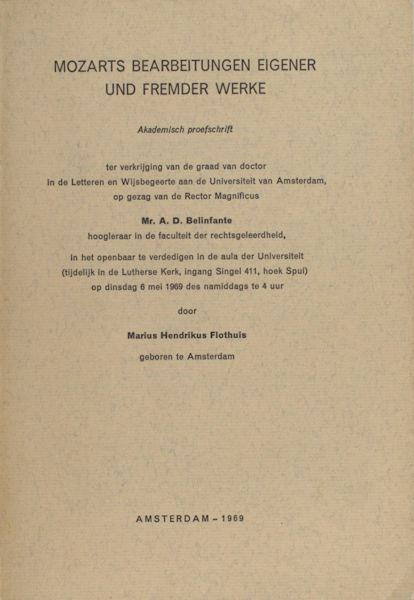 MOZARTS BEARBEITUNGEN EIGENER
UND FREMDER WERKE
Akademisch proefschrift
ter verkrijging van de graad van doctor
in de Letteren en Wijsbegeerte aan de Universiteit van Amsterdam,
op gezag van de Rector Magnificus
Mr. A. D. Belinfante
hoogleraar in de faculteit der rechtsgeleerdheid,
in het openbaar te verdedigen in de aula der Universiteit
(tijdelijk in de Lutherse Kerk, ingang Singel 411, hoek Spui)
op dinsdag 6 mei 1969 des namiddags te 4 uur
door
Marius Hendrikus Flothuis
geboren te Amsterdam
AMSTERDAM – 1969